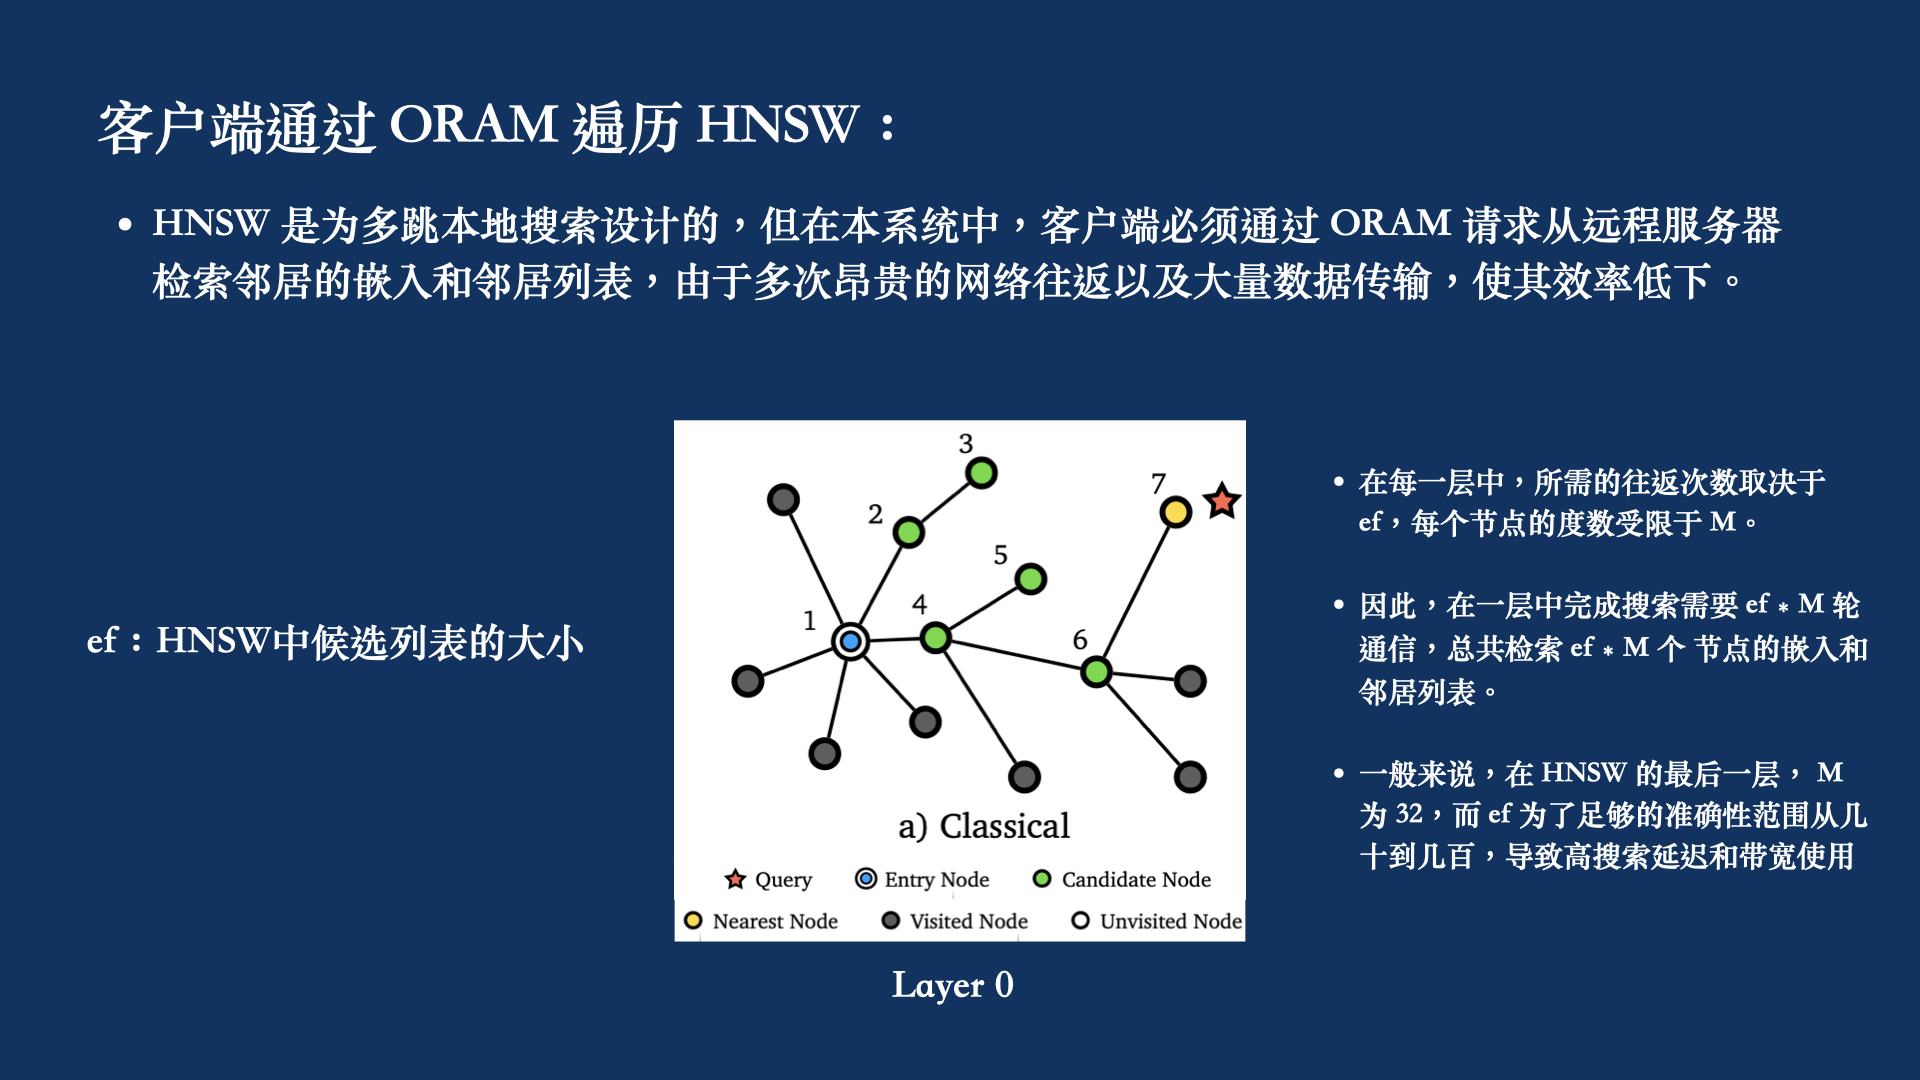 客户端通过 ORAM 遍历 HNSW：
• HNSW 是为多跳本地搜索设计的，但在本系统中，客户端必须通过 ORAM 请求从远程服务器
检索邻居的嵌入和邻居列表，由于多次昂贵的网络往返以及大量数据传输，使其效率低下。
ef：HNSW中候选列表的大小
3
7
2
5
4
1
6
a) Classical
Query Entry Node Candidate Node
Nearest Node Visited Node Unvisited Node
Layer 0
• 在每一层中，所需的往返次数取决于
ef，每个节点的度数受限于 M。
• 因此，在一层中完成搜索需要 ef * M 轮
通信，总共检索 ef * M 个 节点的嵌入和
邻居列表。
• 一般来说，在 HNSW 的最后一层， M
为 32，而 ef 为了足够的准确性范围从几
十到几百，导致高搜索延迟和带宽使用